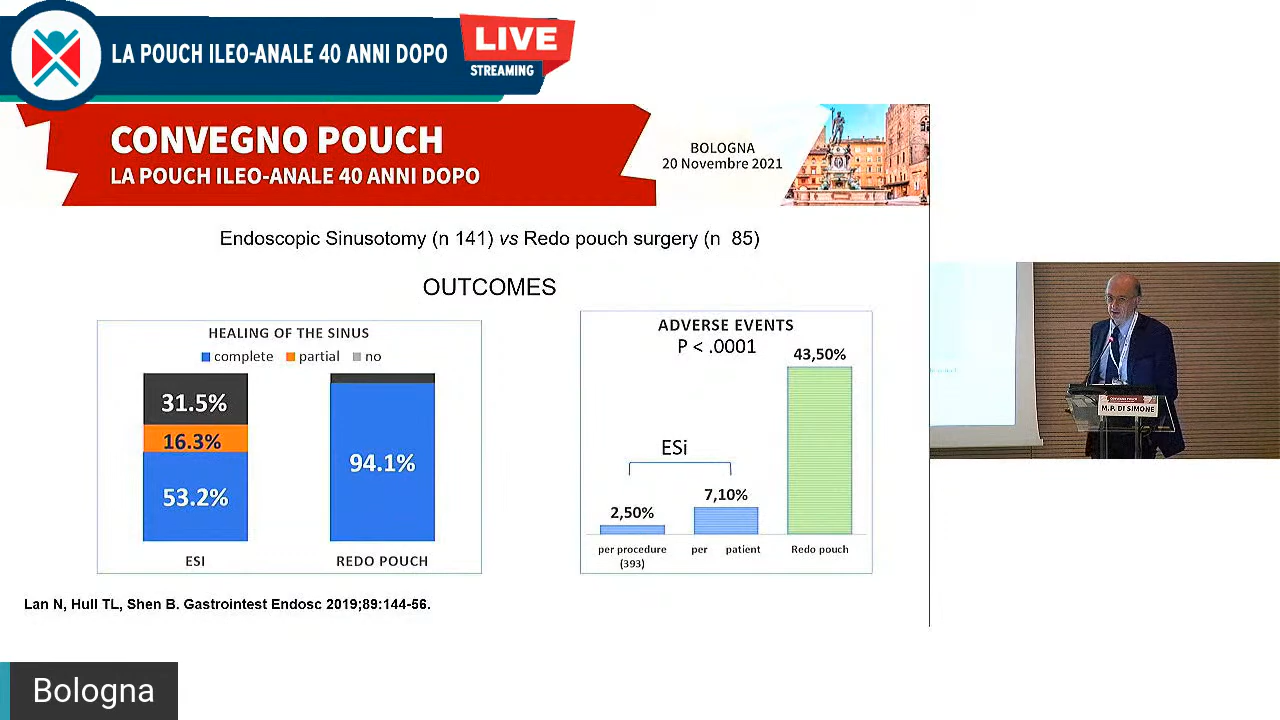 LA POUCH ILEO-ANALE 40 ANNI DOPO
LIVE
STREAMING
CONVEGNO POUCH
LA POUCH ILEO-ANALE 40 ANNI DOPO
BOLOGNA
20 Novembre 2021
Endoscopic Sinusotomy (n 141) vs Redo pouch surgery (n 85)
OUTCOMES
HEALING OF THE SINUS
complete partial no
31.5%
16.3%
53.2%
94.1%
ESI REDO POUCH
ADVERSE EVENTS
P < .0001
43,50%
ESi
7,10%
2,50%
per procedure per patient Redo pouch
(393)
Lan N, Hull TL, Shen B. Gastrointest Endosc 2019;89:144-56.
M.P. DI SIMONE
Bologna